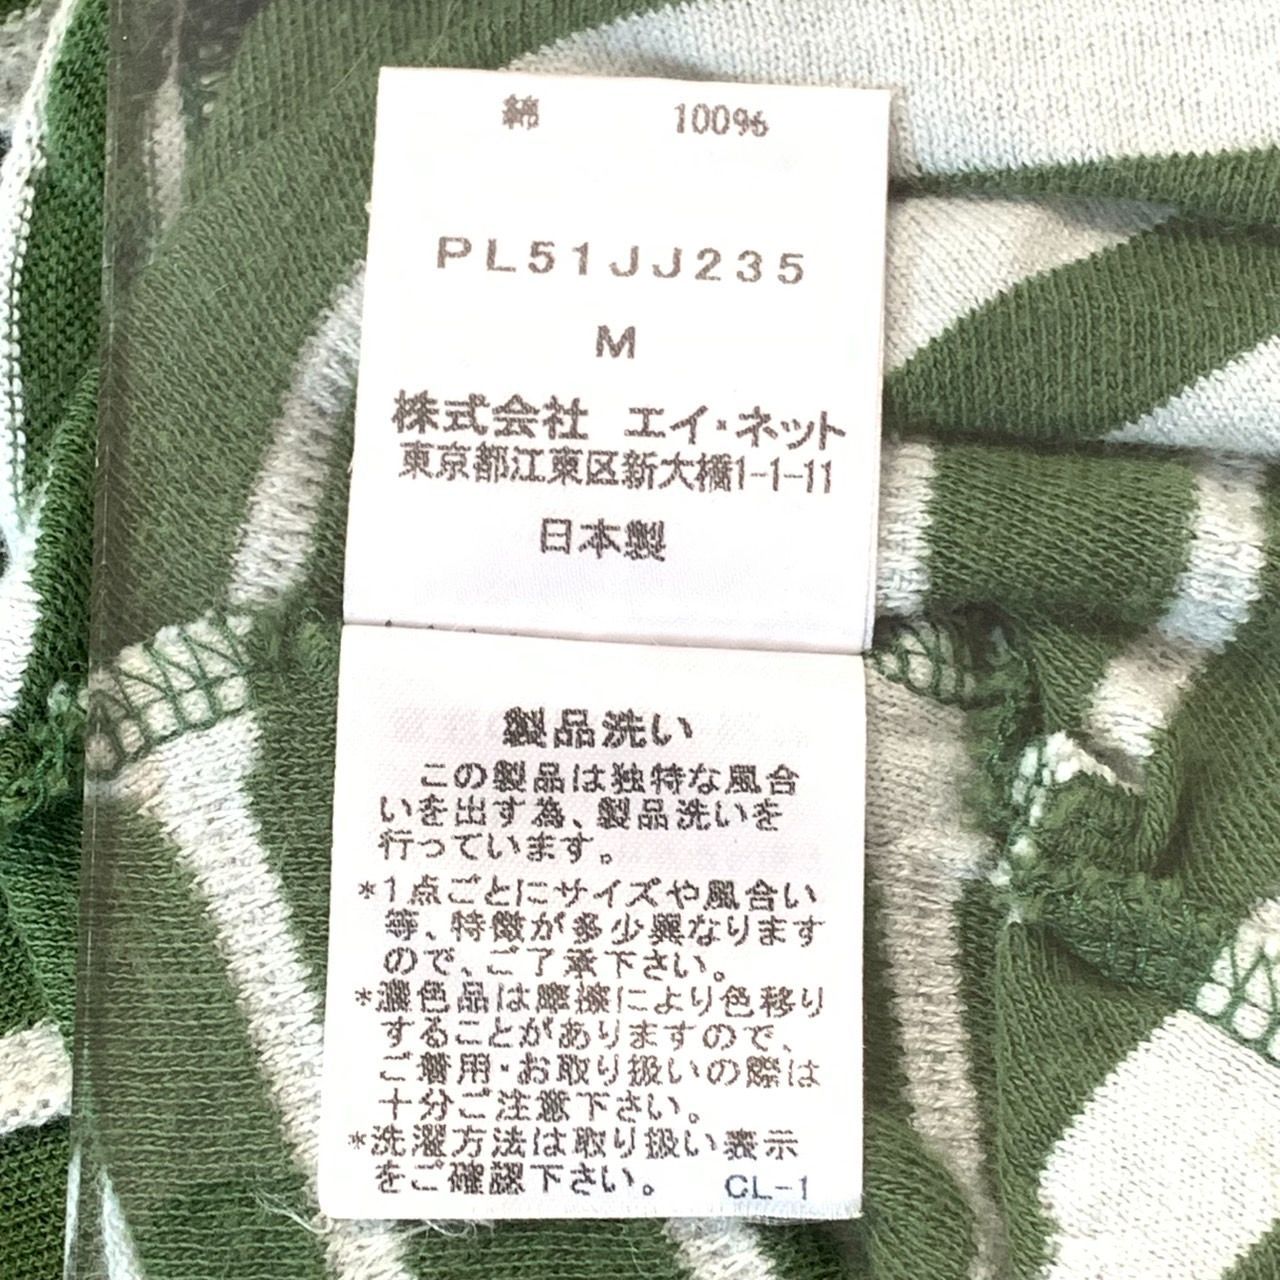 綿 100%
PL51JJ235
M
株式会社 エイ・ネット
東京都江東区新大橋1-1-11
日本製
製品洗い
この製品は独特な風合
いを出す為、製品洗いを
行っています。
*1点ごとにサイズや風合い
等、特徴が多少異なります
ので、ご了承下さい。
*濃色品は摩擦により色移り
することがありますので、
ご着用・お取り扱いの際は
十分ご注意下さい。
*洗濯方法は取り扱い表示
をご確認下さい。 CL-1